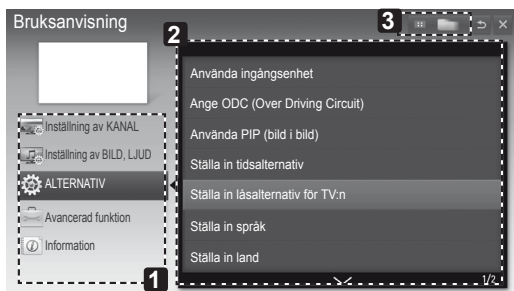 Bruksanvisning
3
2
Inställning av KANAL
Inställning av BILD, LJUD
ALTERNATIV
Avancerad funktion
Information
1
Använda ingångsenhet
Ange ODC (Over Driving Circuit)
Använda PIP (bild i bild)
Ställa in tidsalternativ
Ställa in låsalternativ för TV:n
Ställa in språk
Ställa in land
1/2